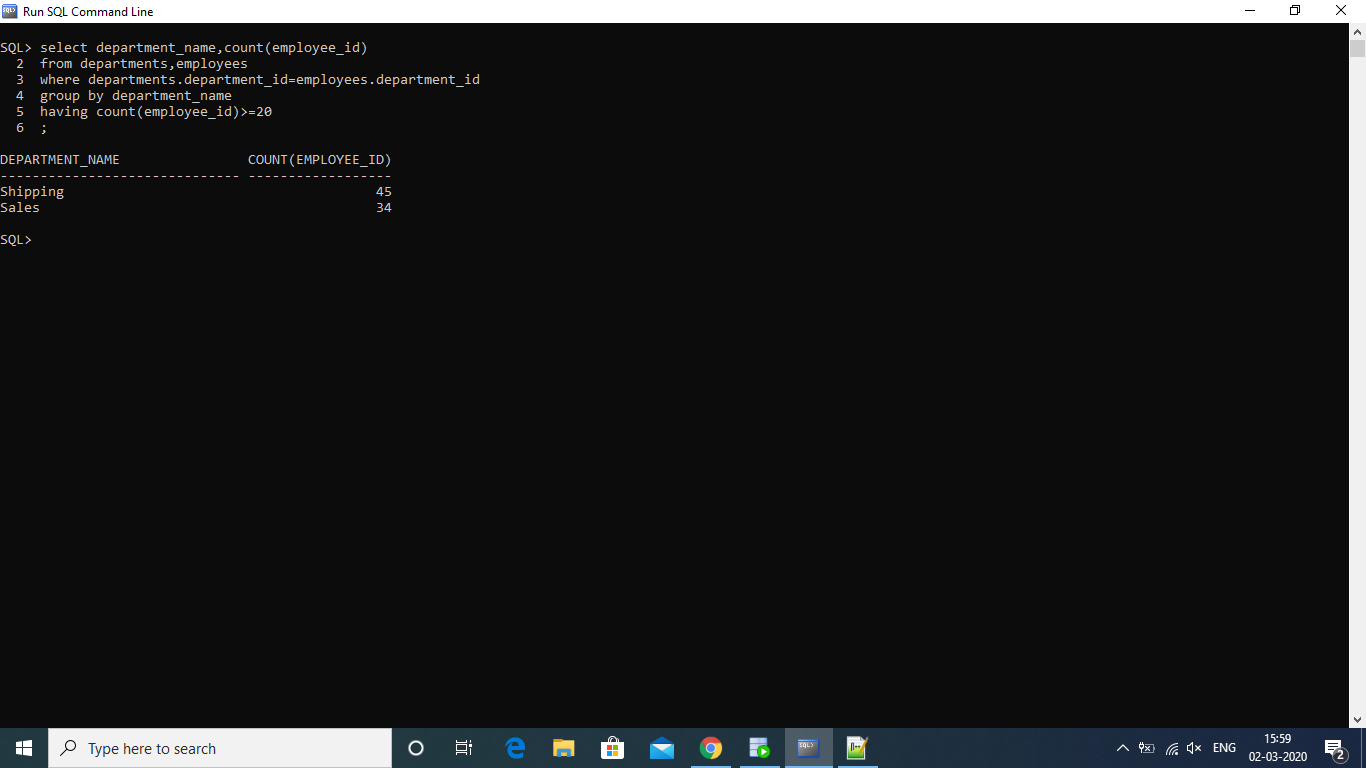 Run SQL Command Line
SQL> select department_name,count(employee_id)
2 from departments,employees
3 where departments.department_id=employees.department_id
4 group by department_name
5 having count(employee_id)>=20
6 ;
DEPARTMENT_NAME COUNT(EMPLOYEE_ID)
------------------------------ ------------------
Shipping 45
Sales 34
SQL>
Type here to search
ENG
15:59
02-03-2020
2